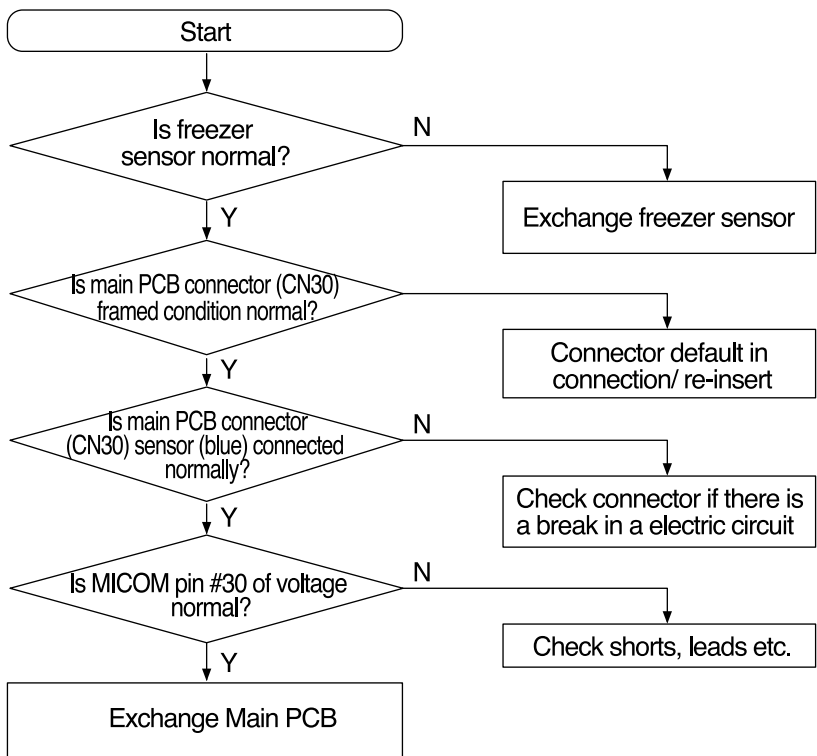 Start
Is freezer
sensor normal?
N
Exchange freezer sensor
Y
Is main PCB connector (CN30)
framed condition normal?
Connector default in
connection/ re-insert
Y
Is main PCB connector
(CN30) sensor (blue) connected
normally?
N
Check connector if there is
a break in a electric circuit
Y
Is MICOM pin #30 of voltage
normal?
N
Check shorts, leads etc.
Y
Exchange Main PCB